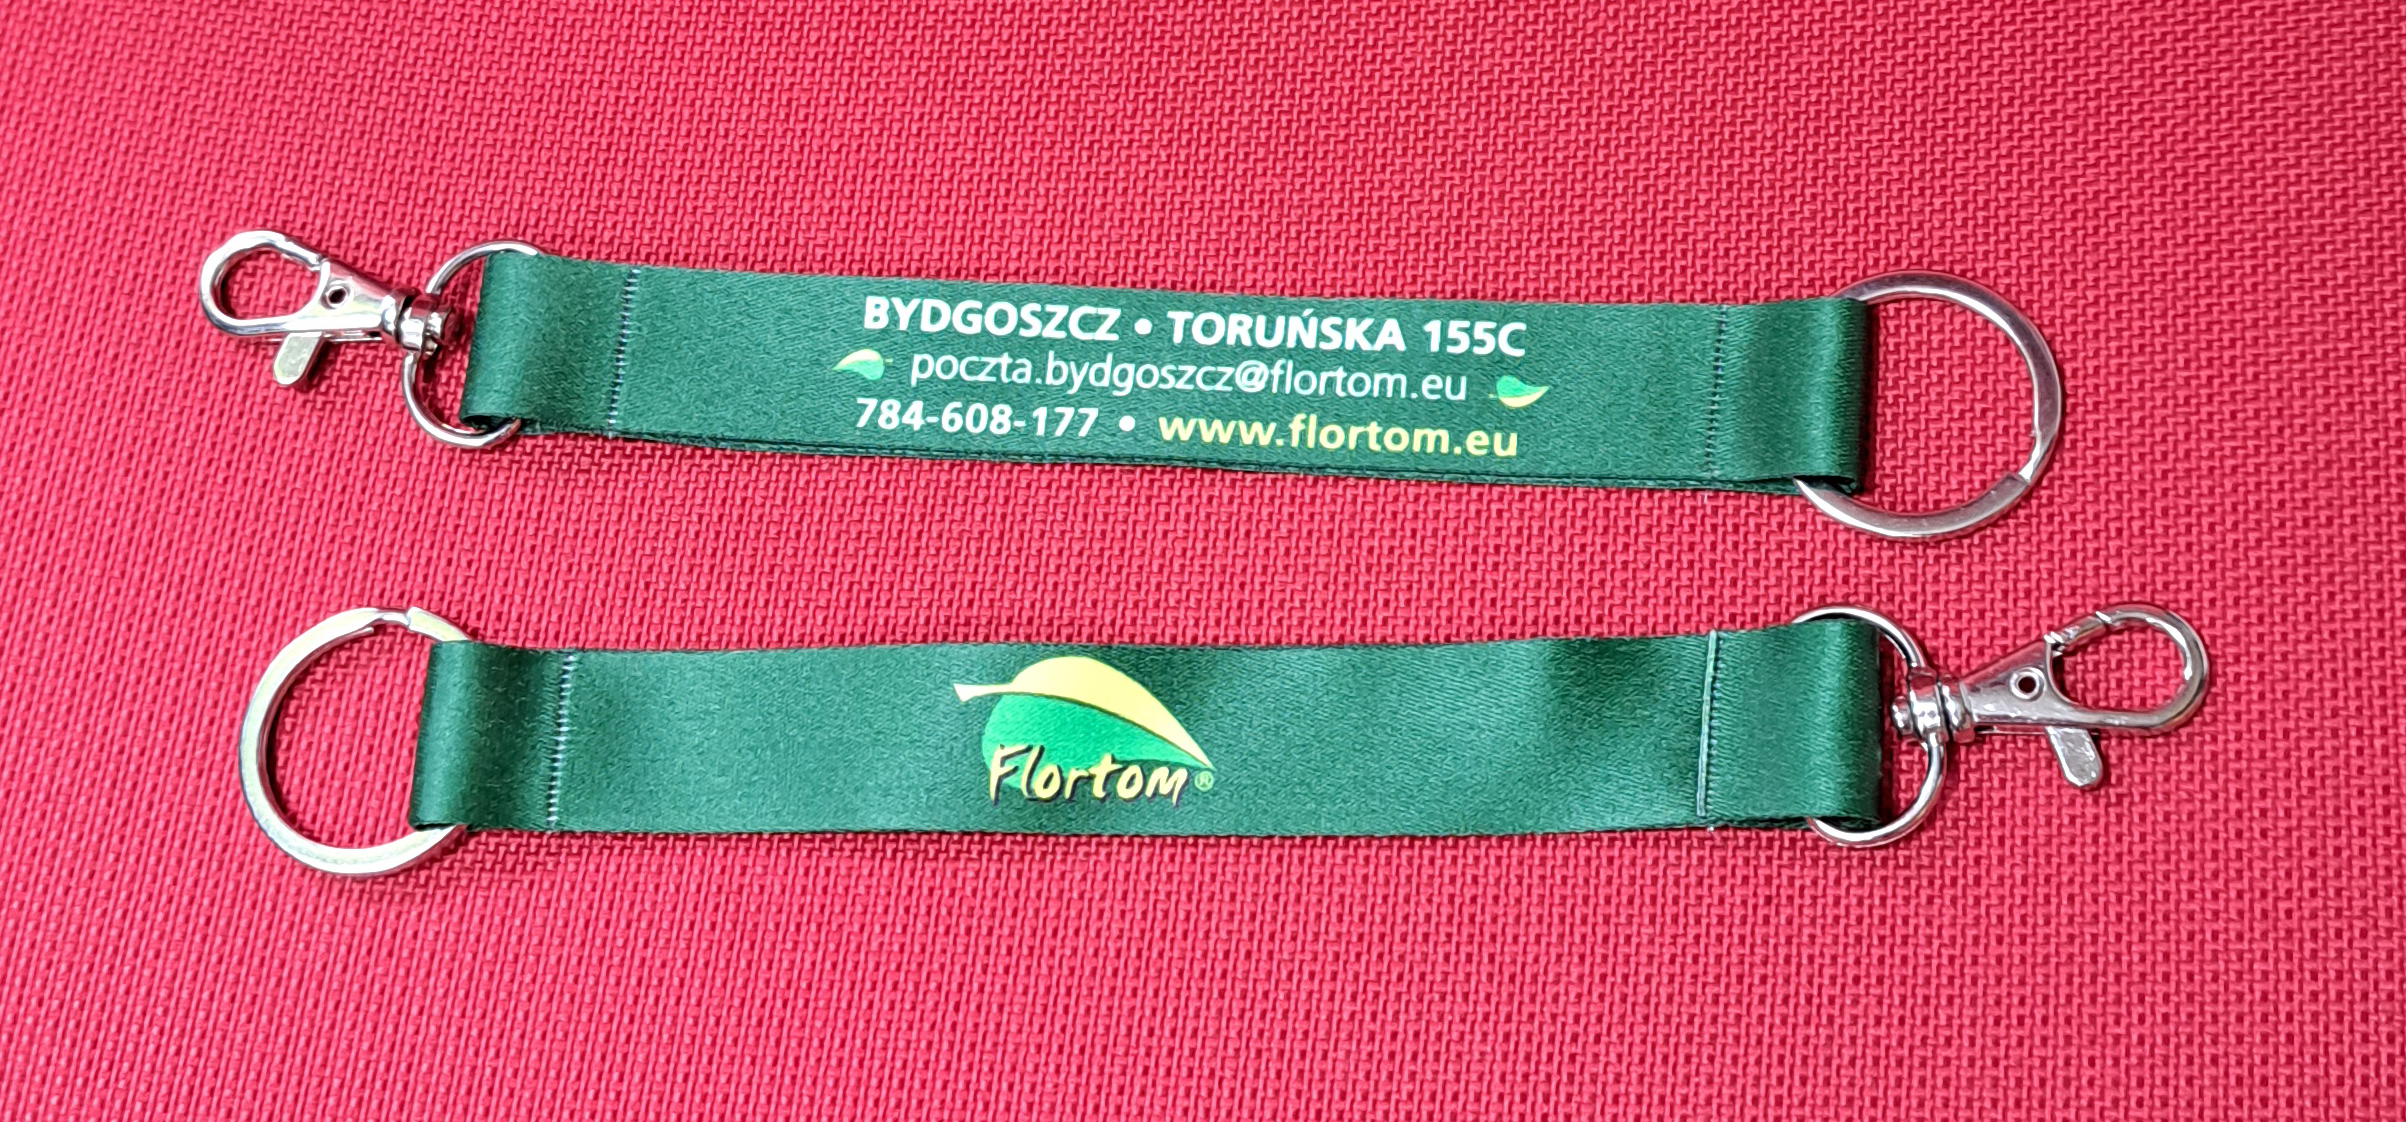 BYDGOSZCZ • TORUŃSKA 155C
poczta.bydgoszcz@flortom.eu
784-608-177 • www.flortom.eu
Flortom®